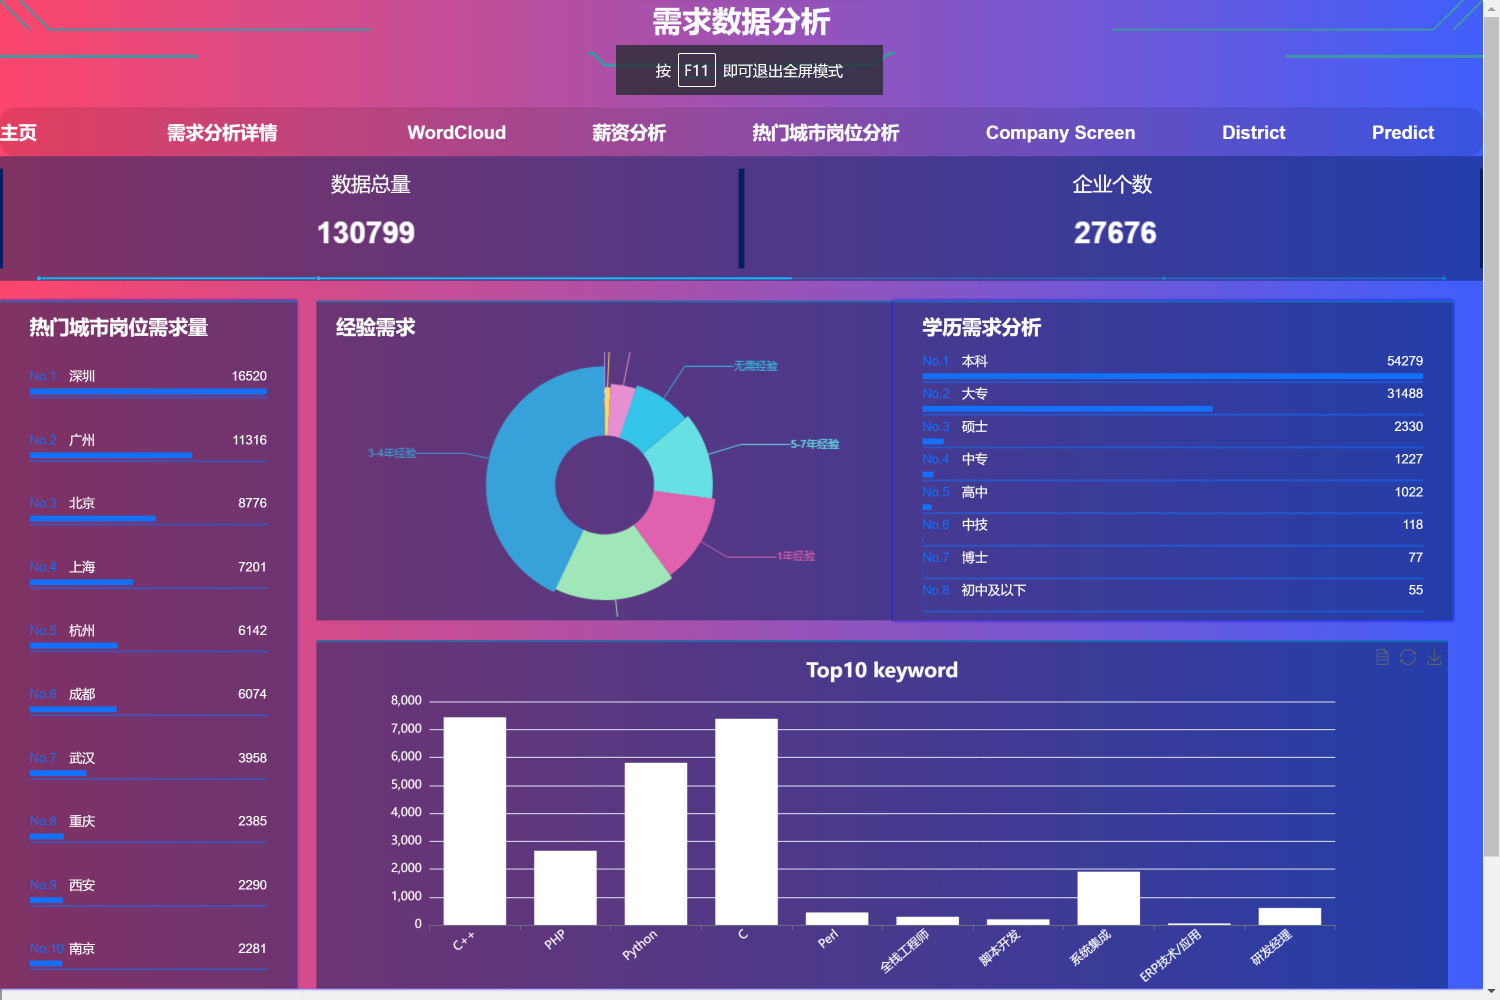 需求数据分析
按 F11 即可退出全屏模式
主页 需求分析详情 WordCloud 薪资分析 热门城市岗位分析 Company Screen District Predict
数据总量
130799
企业个数
27676
热门城市岗位需求量
No.1 深圳 16520
No.2 广州 11316
No.3 北京 8776
No.4 上海 7201
No.5 杭州 6142
No.6 成都 6074
No.7 武汉 3958
No.8 重庆 2385
No.9 西安 2290
No.10 南京 2281
经验需求
无需经验
5-7年经验
3-4年经验
1年经验
学历需求分析
No.1 本科 54279
No.2 大专 31488
No.3 硕士 2330
No.4 中专 1227
No.5 高中 1022
No.6 中技 118
No.7 博士 77
No.8 初中及以下 55
Top10 keyword
8,000
7,000
6,000
5,000
4,000
3,000
2,000
1,000
0
C++ PHP Python C Perl 全栈工程师 脚本开发 系统集成 ERP技术/应用 研发经理